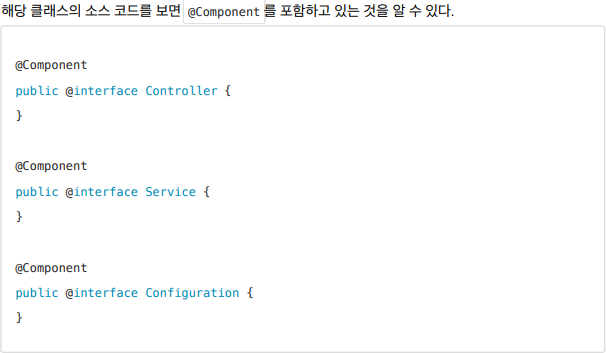 해당 클래스의 소스 코드를 보면 @Component 를 포함하고 있는 것을 알 수 있다.
@Component
public @interface Controller {
}
@Component
public @interface Service {
}
@Component
public @interface Configuration {
}